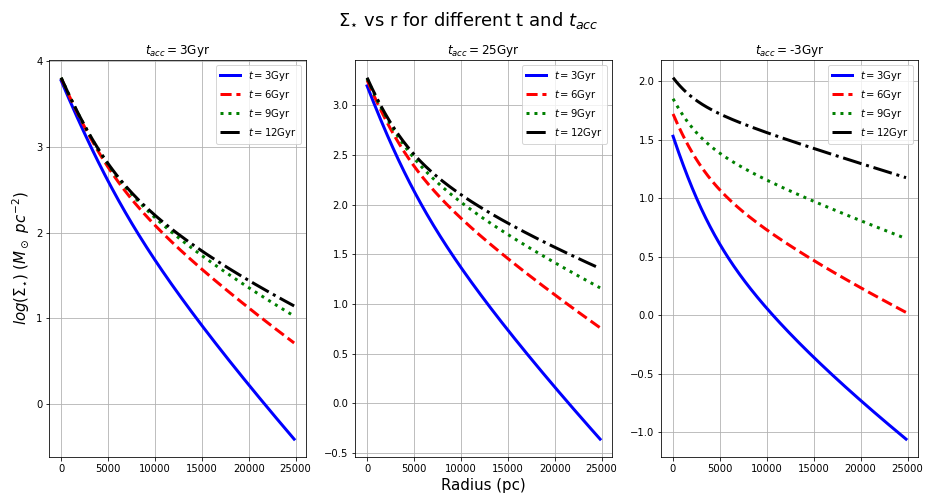 Σ⋆ vs r for different t and t_acc
t_acc = 3Gyr
t_acc = 25Gyr
t_acc = -3Gyr
log(Σ⋆) (M⊙ pc⁻²)
4
3
2
1
0
t = 3Gyr
t = 6Gyr
t = 9Gyr
t = 12Gyr
0 5000 10000 15000 20000 25000
3.0
2.5
2.0
1.5
1.0
0.5
0.0
−0.5
t = 3Gyr
t = 6Gyr
t = 9Gyr
t = 12Gyr
0 5000 10000 15000 20000 25000
2.0
1.5
1.0
0.5
0.0
−0.5
−1.0
t = 3Gyr
t = 6Gyr
t = 9Gyr
t = 12Gyr
0 5000 10000 15000 20000 25000
Radius (pc)